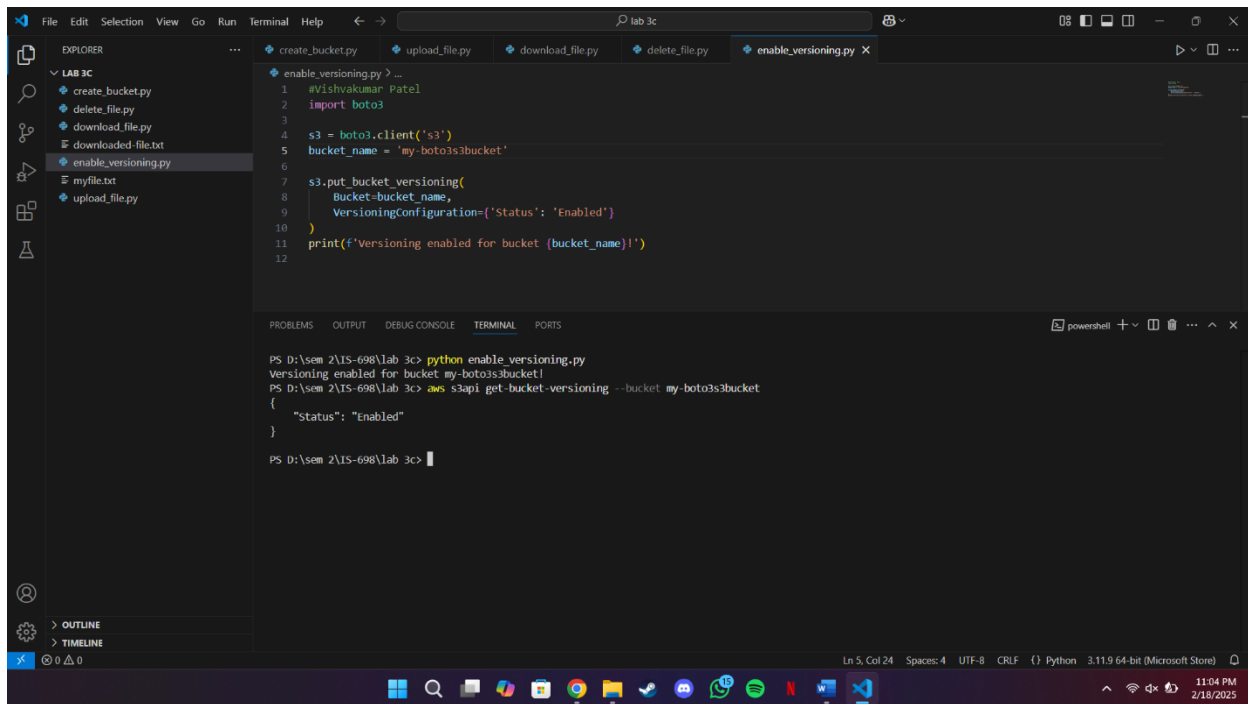 File Edit Selection View Go Run Terminal Help
lab 3c
EXPLORER
create_bucket.py
upload_file.py
download_file.py
delete_file.py
enable_versioning.py
LAB 3C
create_bucket.py
delete_file.py
download_file.py
downloaded-file.txt
enable_versioning.py
myfile.txt
upload_file.py
enable_versioning.py > ...
1 #Vishvakumar Patel
2 import boto3
3
4 s3 = boto3.client('s3')
5 bucket_name = 'my-boto3s3bucket'
6
7 s3.put_bucket_versioning(
8 Bucket=bucket_name,
9 VersioningConfiguration={'Status': 'Enabled'}
10 )
11 print(f'Versioning enabled for bucket {bucket_name}!')
12
PROBLEMS OUTPUT DEBUG CONSOLE TERMINAL PORTS
powershell
PS D:\sem 2\IS-698\lab 3c> python enable_versioning.py
Versioning enabled for bucket my-boto3s3bucket!
PS D:\sem 2\IS-698\lab 3c> aws s3api get-bucket-versioning --bucket my-boto3s3bucket
{
"Status": "Enabled"
}
PS D:\sem 2\IS-698\lab 3c>
OUTLINE
TIMELINE
0 0
Ln 5, Col 24 Spaces: 4 UTF-8 CRLF {} Python 3.11.9 64-bit (Microsoft Store)
15
11:04 PM
2/18/2025